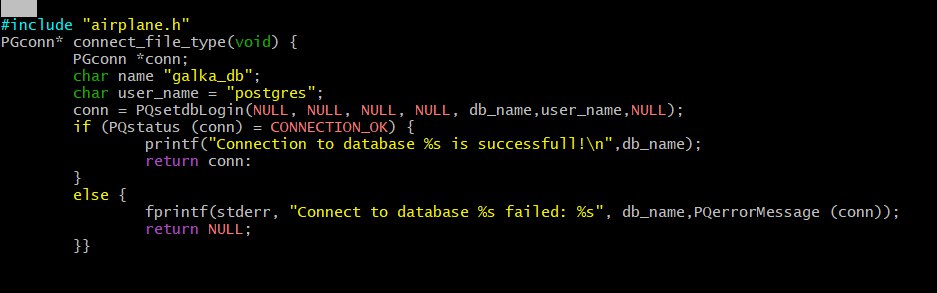 #include "airplane.h"
PGconn* connect_file_type(void) {
PGconn *conn;
char name "galka_db";
char user_name = "postgres";
conn = PQsetdbLogin(NULL, NULL, NULL, NULL, db_name,user_name,NULL);
if (PQstatus (conn) = CONNECTION_OK) {
printf("Connection to database %s is successfull!\n",db_name);
return conn:
}
else {
fprintf(stderr, "Connect to database %s failed: %s", db_name,PQerrorMessage (conn));
return NULL;
}}